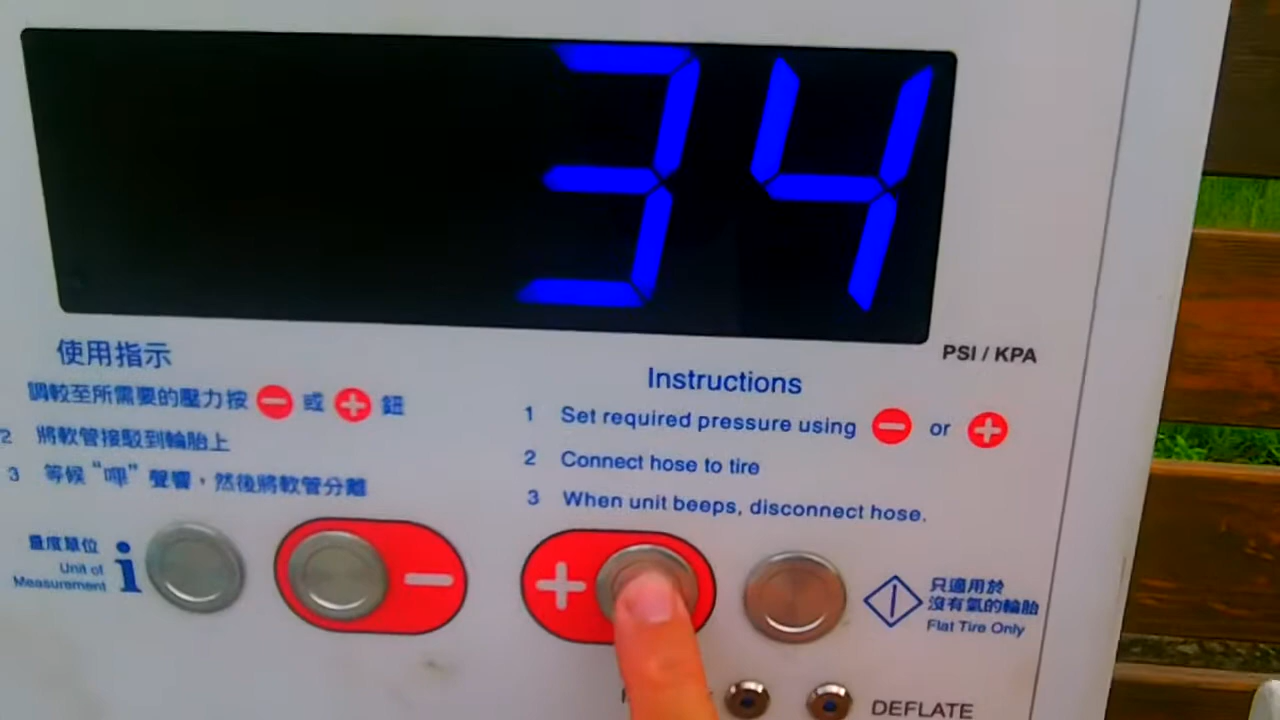 34
PSI / KPA
使用指示
調較至所需要的壓力按 − 或 + 鈕
2 將軟管接駁到輪胎上
3 等候“嗶”聲響，然後將軟管分離
Instructions
1 Set required pressure using − or +
2 Connect hose to tire
3 When unit beeps, disconnect hose.
量度單位
Unit of
Measurement
i
−
+
只適用於
沒有氣的輪胎
Flat Tire Only
DEFLATE